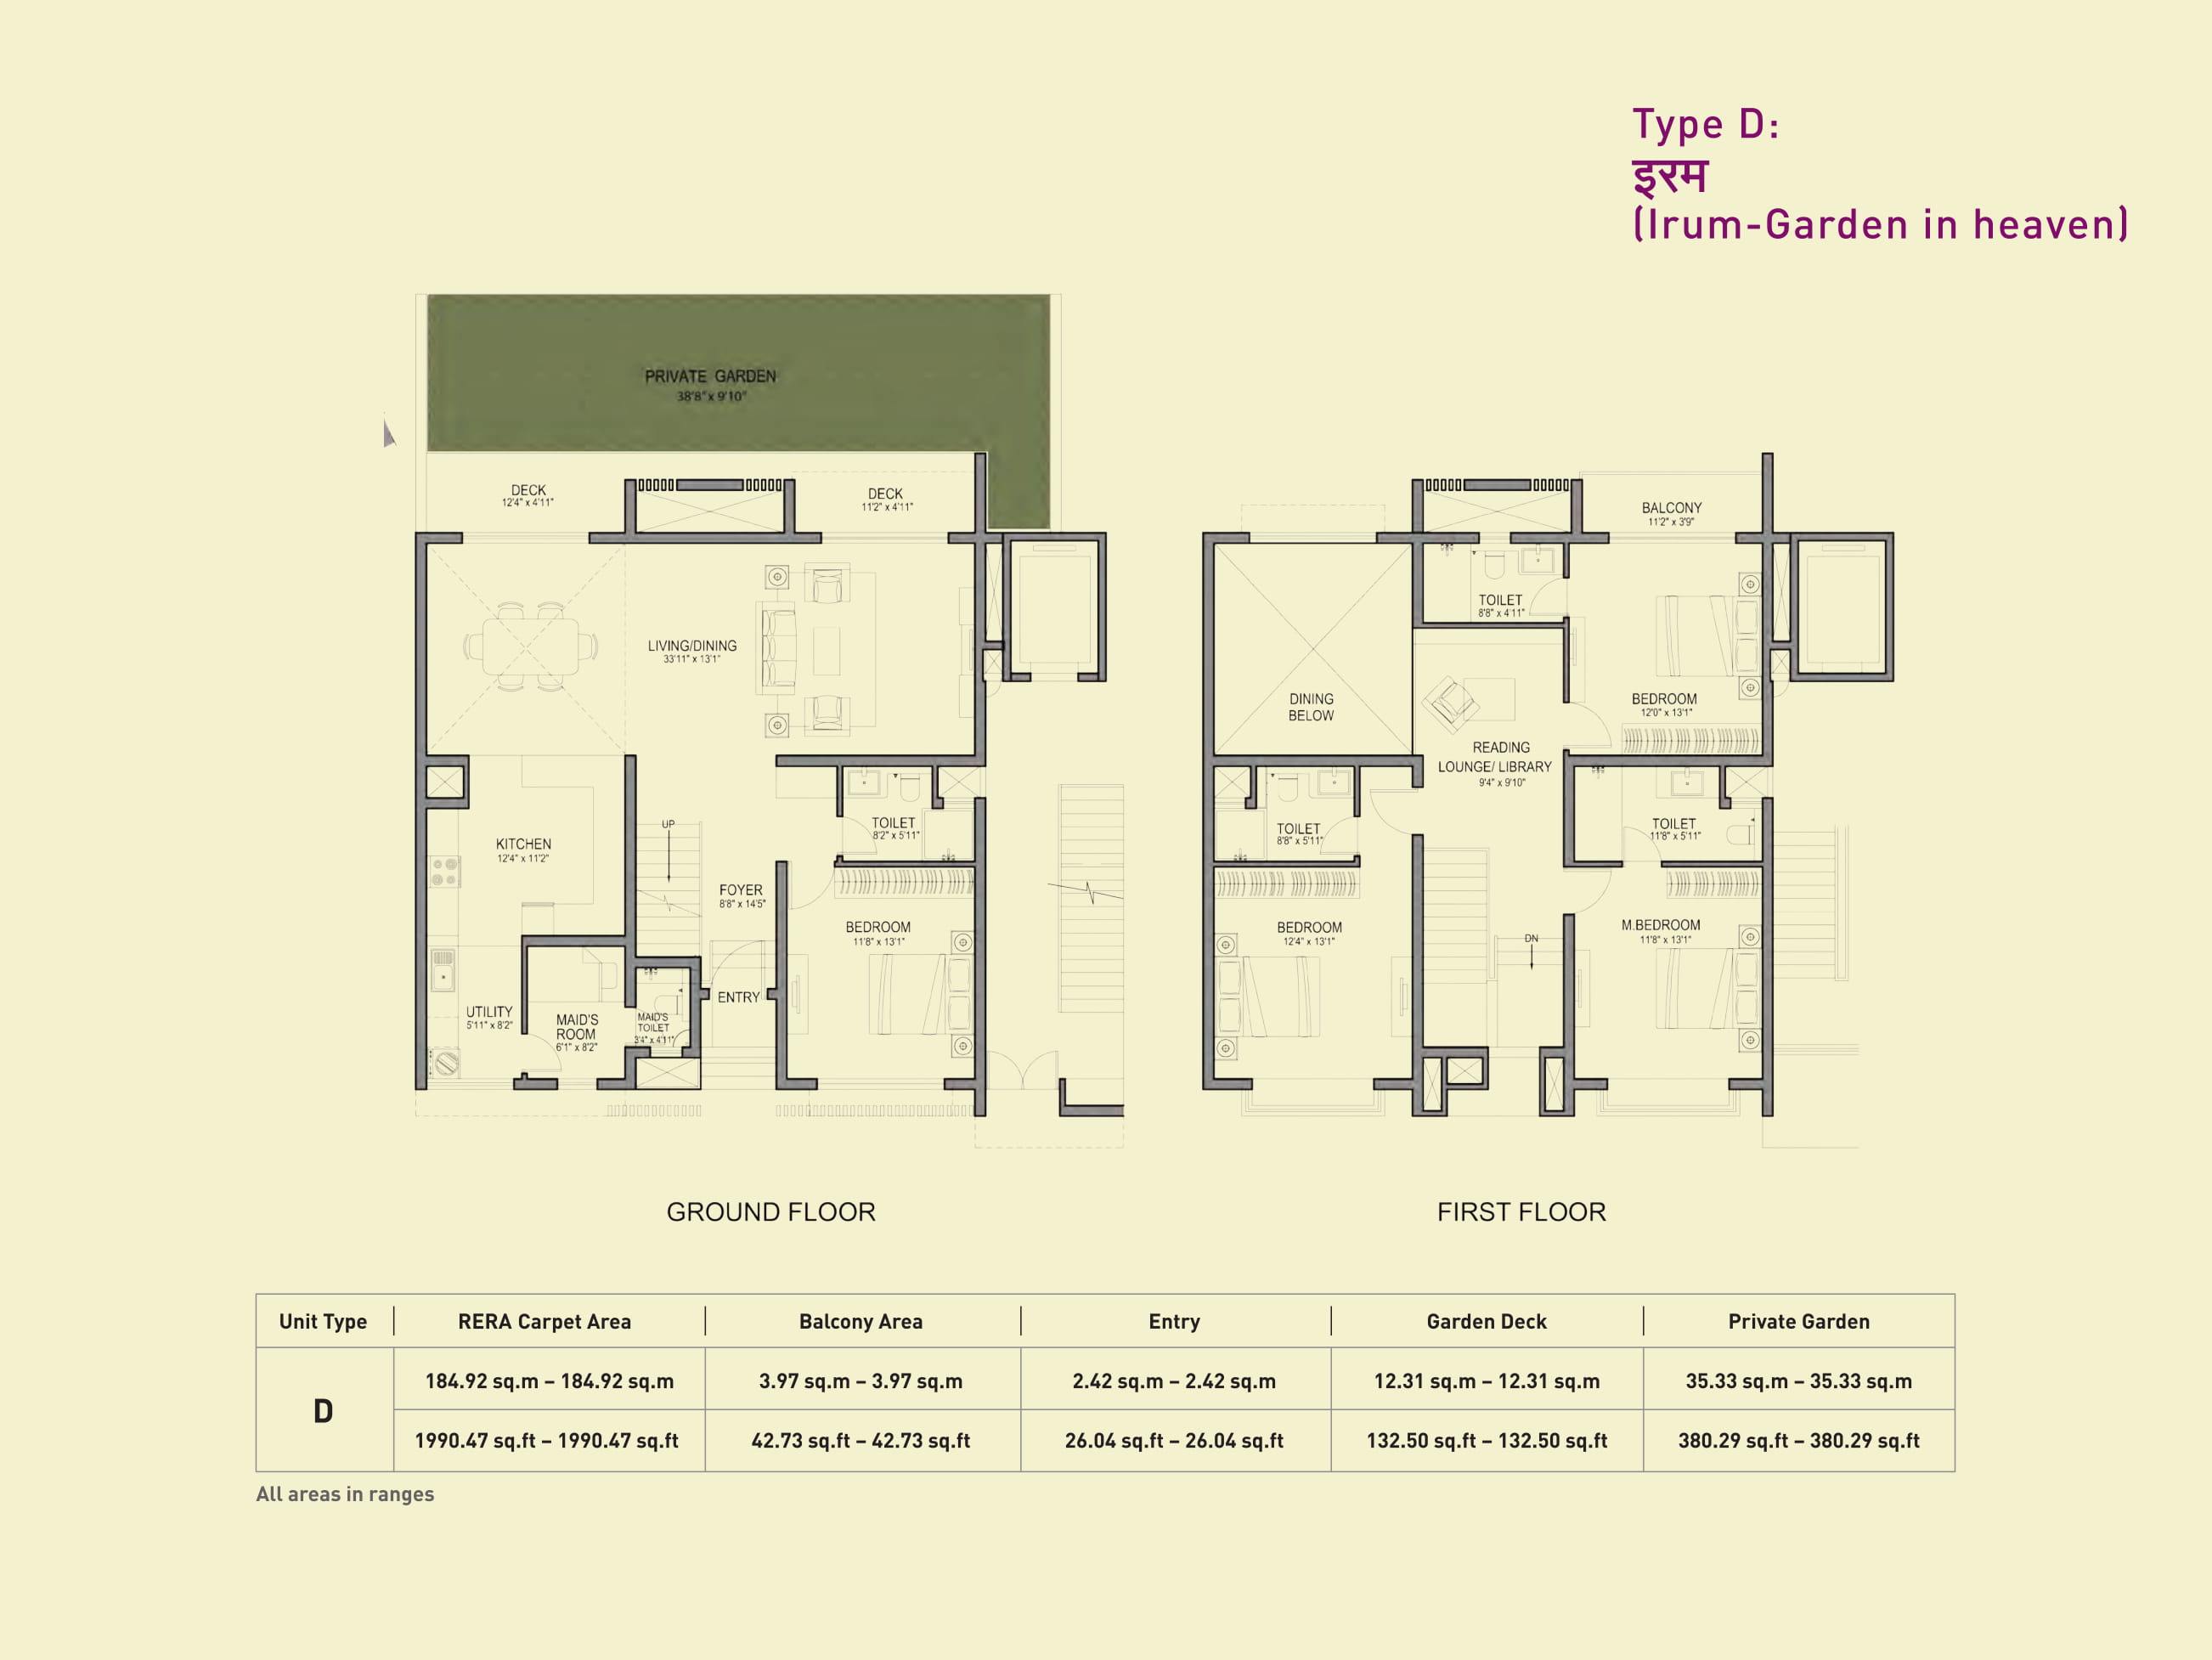 Type D:
इरम
(Irum-Garden in heaven)
PRIVATE GARDEN
38'8" x 9'10"
DECK
12'4" x 4'11"
DECK
11'2" x 4'11"
LIVING/DINING
33'11" x 13'1"
KITCHEN
12'4" x 11'2"
UP
TOILET
8'2" x 5'11"
FOYER
8'8" x 14'5"
BEDROOM
11'8" x 13'1"
ENTRY
UTILITY
5'11" x 8'2"
MAID'S
ROOM
6'1" x 8'2"
MAID'S
TOILET
3'4" x 4'11"
GROUND FLOOR
BALCONY
11'2" x 3'9"
TOILET
8'8" x 4'11"
DINING
BELOW
BEDROOM
12'0" x 13'1"
READING
LOUNGE/ LIBRARY
9'4" x 9'10"
TOILET
8'8" x 5'11"
TOILET
11'8" x 5'11"
BEDROOM
12'4" x 13'1"
DN
M.BEDROOM
11'8" x 13'1"
FIRST FLOOR
Unit Type RERA Carpet Area Balcony Area Entry Garden Deck Private Garden
D
184.92 sq.m – 184.92 sq.m 3.97 sq.m – 3.97 sq.m 2.42 sq.m – 2.42 sq.m 12.31 sq.m – 12.31 sq.m 35.33 sq.m – 35.33 sq.m
1990.47 sq.ft – 1990.47 sq.ft 42.73 sq.ft – 42.73 sq.ft 26.04 sq.ft – 26.04 sq.ft 132.50 sq.ft – 132.50 sq.ft 380.29 sq.ft – 380.29 sq.ft
All areas in ranges